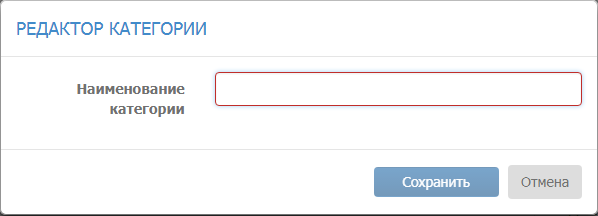 РЕДАКТОР КАТЕГОРИИ
Наименование
категории
Сохранить Отмена